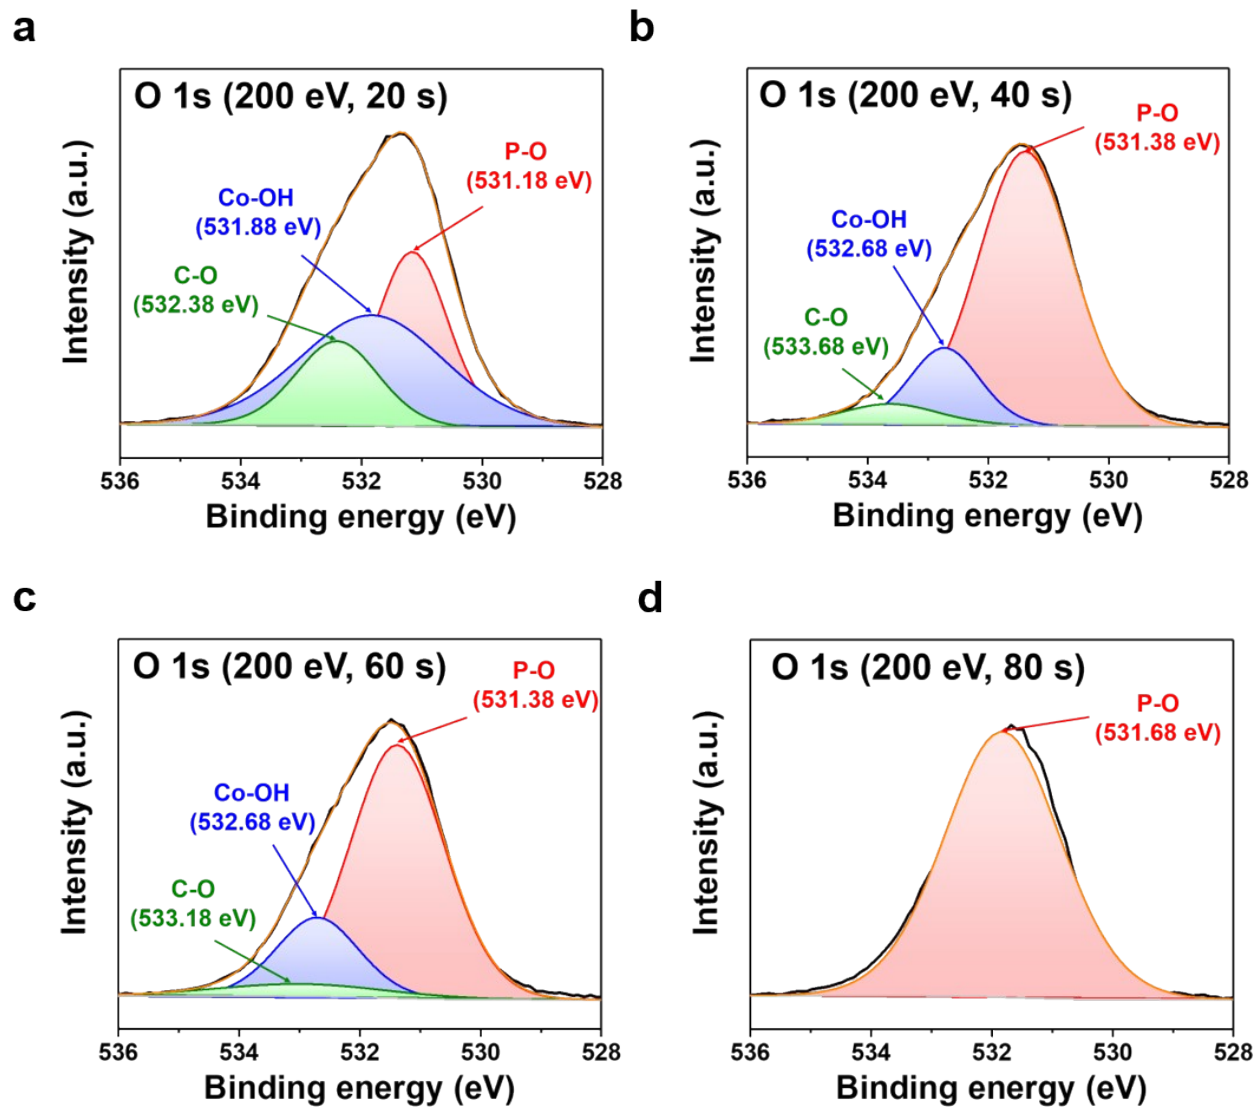 a
O 1s (200 eV, 20 s)
P-O
(531.18 eV)
Co-OH
(531.88 eV)
C-O
(532.38 eV)
Intensity (a.u.)
536
534
532
530
528
Binding energy (eV)
b
O 1s (200 eV, 40 s)
P-O
(531.38 eV)
Co-OH
(532.68 eV)
C-O
(533.68 eV)
Intensity (a.u.)
536
534
532
530
528
Binding energy (eV)
c
O 1s (200 eV, 60 s)
P-O
(531.38 eV)
Co-OH
(532.68 eV)
C-O
(533.18 eV)
Intensity (a.u.)
536
534
532
530
528
Binding energy (eV)
d
O 1s (200 eV, 80 s)
P-O
(531.68 eV)
Intensity (a.u.)
536
534
532
530
528
Binding energy (eV)